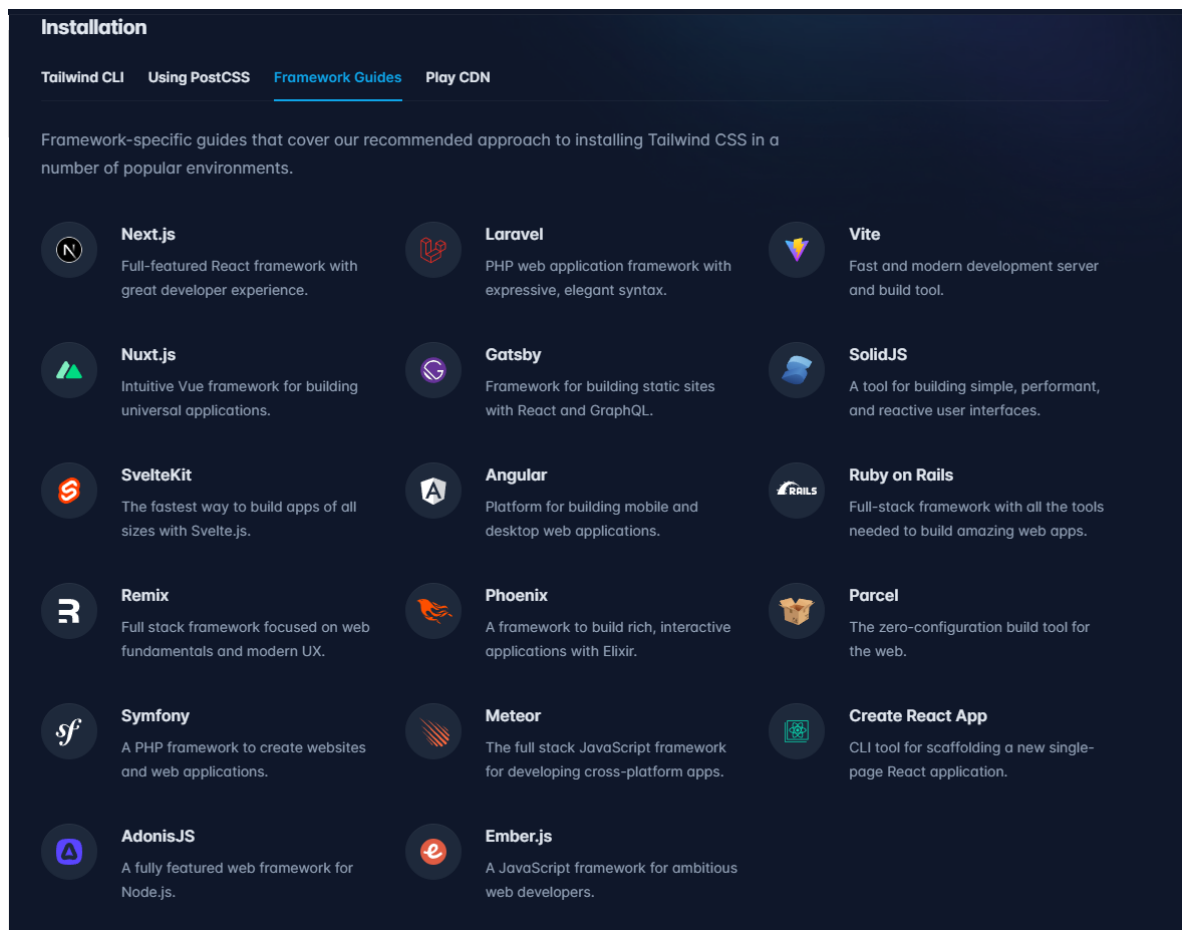 Installation
Tailwind CLI Using PostCSS Framework Guides Play CDN
Framework-specific guides that cover our recommended approach to installing Tailwind CSS in a
number of popular environments.
Next.js
Full-featured React framework with
great developer experience.
Laravel
PHP web application framework with
expressive, elegant syntax.
Vite
Fast and modern development server
and build tool.
Nuxt.js
Intuitive Vue framework for building
universal applications.
Gatsby
Framework for building static sites
with React and GraphQL.
SolidJS
A tool for building simple, performant,
and reactive user interfaces.
SvelteKit
The fastest way to build apps of all
sizes with Svelte.js.
Angular
Platform for building mobile and
desktop web applications.
RAILS
Ruby on Rails
Full-stack framework with all the tools
needed to build amazing web apps.
Remix
Full stack framework focused on web
fundamentals and modern UX.
Phoenix
A framework to build rich, interactive
applications with Elixir.
Parcel
The zero-configuration build tool for
the web.
sf
Symfony
A PHP framework to create websites
and web applications.
Meteor
The full stack JavaScript framework
for developing cross-platform apps.
Create React App
CLI tool for scaffolding a new single-
page React application.
AdonisJS
A fully featured web framework for
Node.js.
Ember.js
A JavaScript framework for ambitious
web developers.